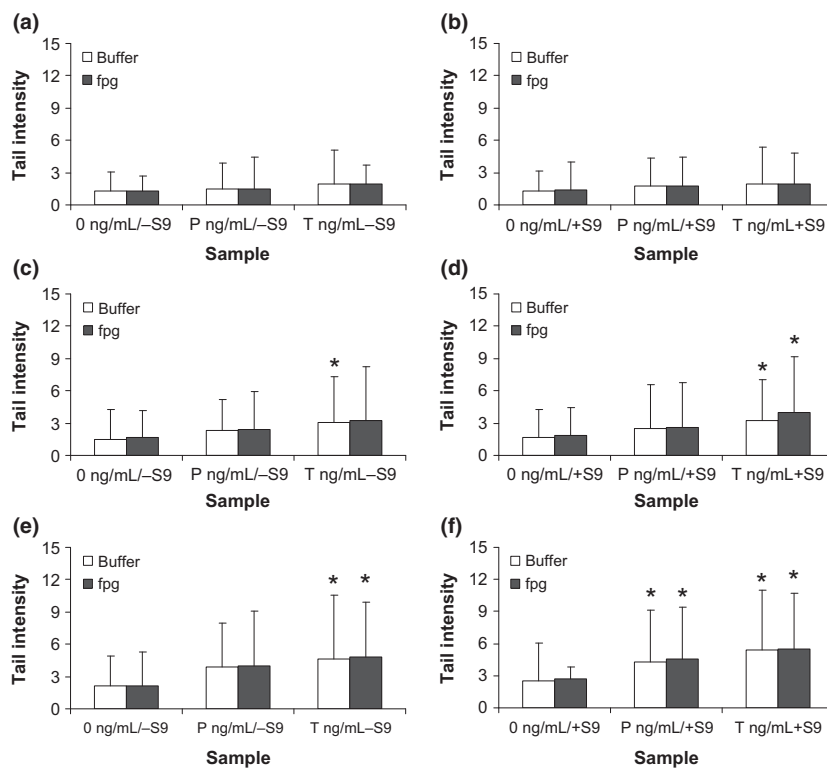 (a)
Tail intensity
15
12
9
6
3
0
Buffer
fpg
0 ng/mL/–S9 P ng/mL/–S9 T ng/mL–S9
Sample
(b)
Tail intensity
15
12
9
6
3
0
Buffer
fpg
0 ng/mL/+S9 P ng/mL/+S9 T ng/mL+S9
Sample
(c)
Tail intensity
15
12
9
6
3
0
Buffer
fpg
*
0 ng/mL/–S9 P ng/mL/–S9 T ng/mL–S9
Sample
(d)
Tail intensity
15
12
9
6
3
0
Buffer
fpg
* *
0 ng/mL/+S9 P ng/mL/+S9 T ng/mL+S9
Sample
(e)
Tail intensity
15
12
9
6
3
0
Buffer
fpg
* *
0 ng/mL/–S9 P ng/mL/–S9 T ng/mL–S9
Sample
(f)
Tail intensity
15
12
9
6
3
0
Buffer
fpg
* * * *
0 ng/mL/+S9 P ng/mL/+S9 T ng/mL+S9
Sample